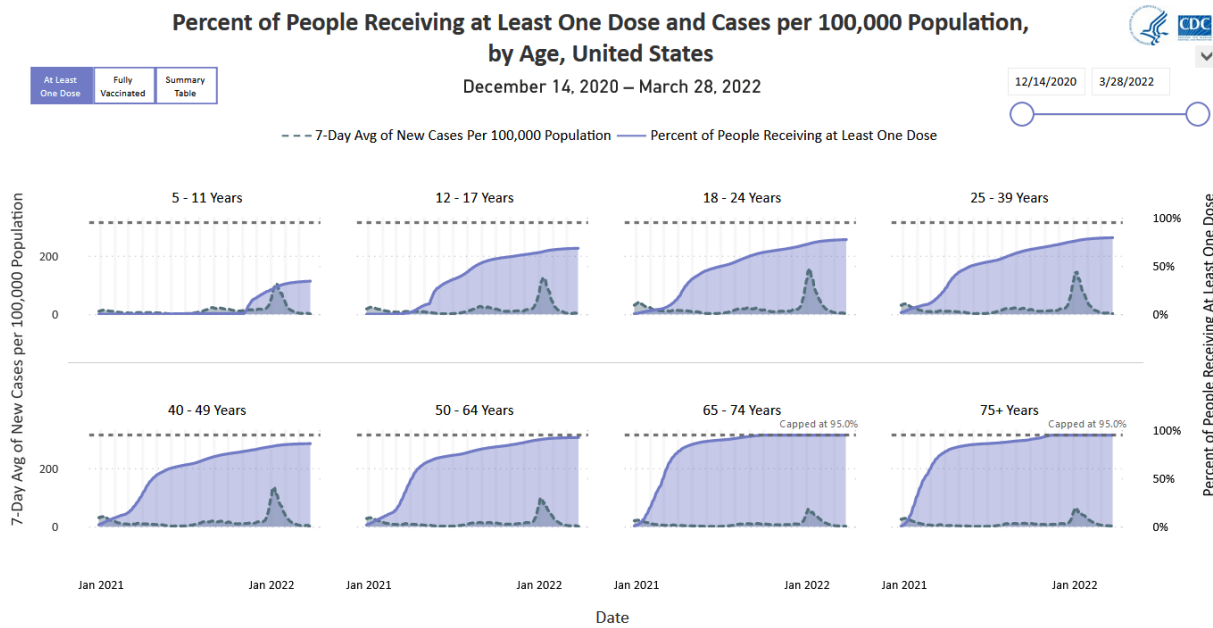 Percent of People Receiving at Least One Dose and Cases per 100,000 Population,
by Age, United States
December 14, 2020 – March 28, 2022
CDC
At Least
One Dose
Fully
Vaccinated
Summary
Table
12/14/2020 3/28/2022
7-Day Avg of New Cases Per 100,000 Population Percent of People Receiving at Least One Dose
7-Day Avg of New Cases per 100,000 Population
5 - 11 Years 12 - 17 Years 18 - 24 Years 25 - 39 Years
200
0
100%
50%
0%
40 - 49 Years 50 - 64 Years 65 - 74 Years 75+ Years
Capped at 95.0% Capped at 95.0%
200
0
100%
50%
0%
Percent of People Receiving At Least One Dose
Jan 2021 Jan 2022 Jan 2021 Jan 2022 Jan 2021 Jan 2022 Jan 2021 Jan 2022
Date